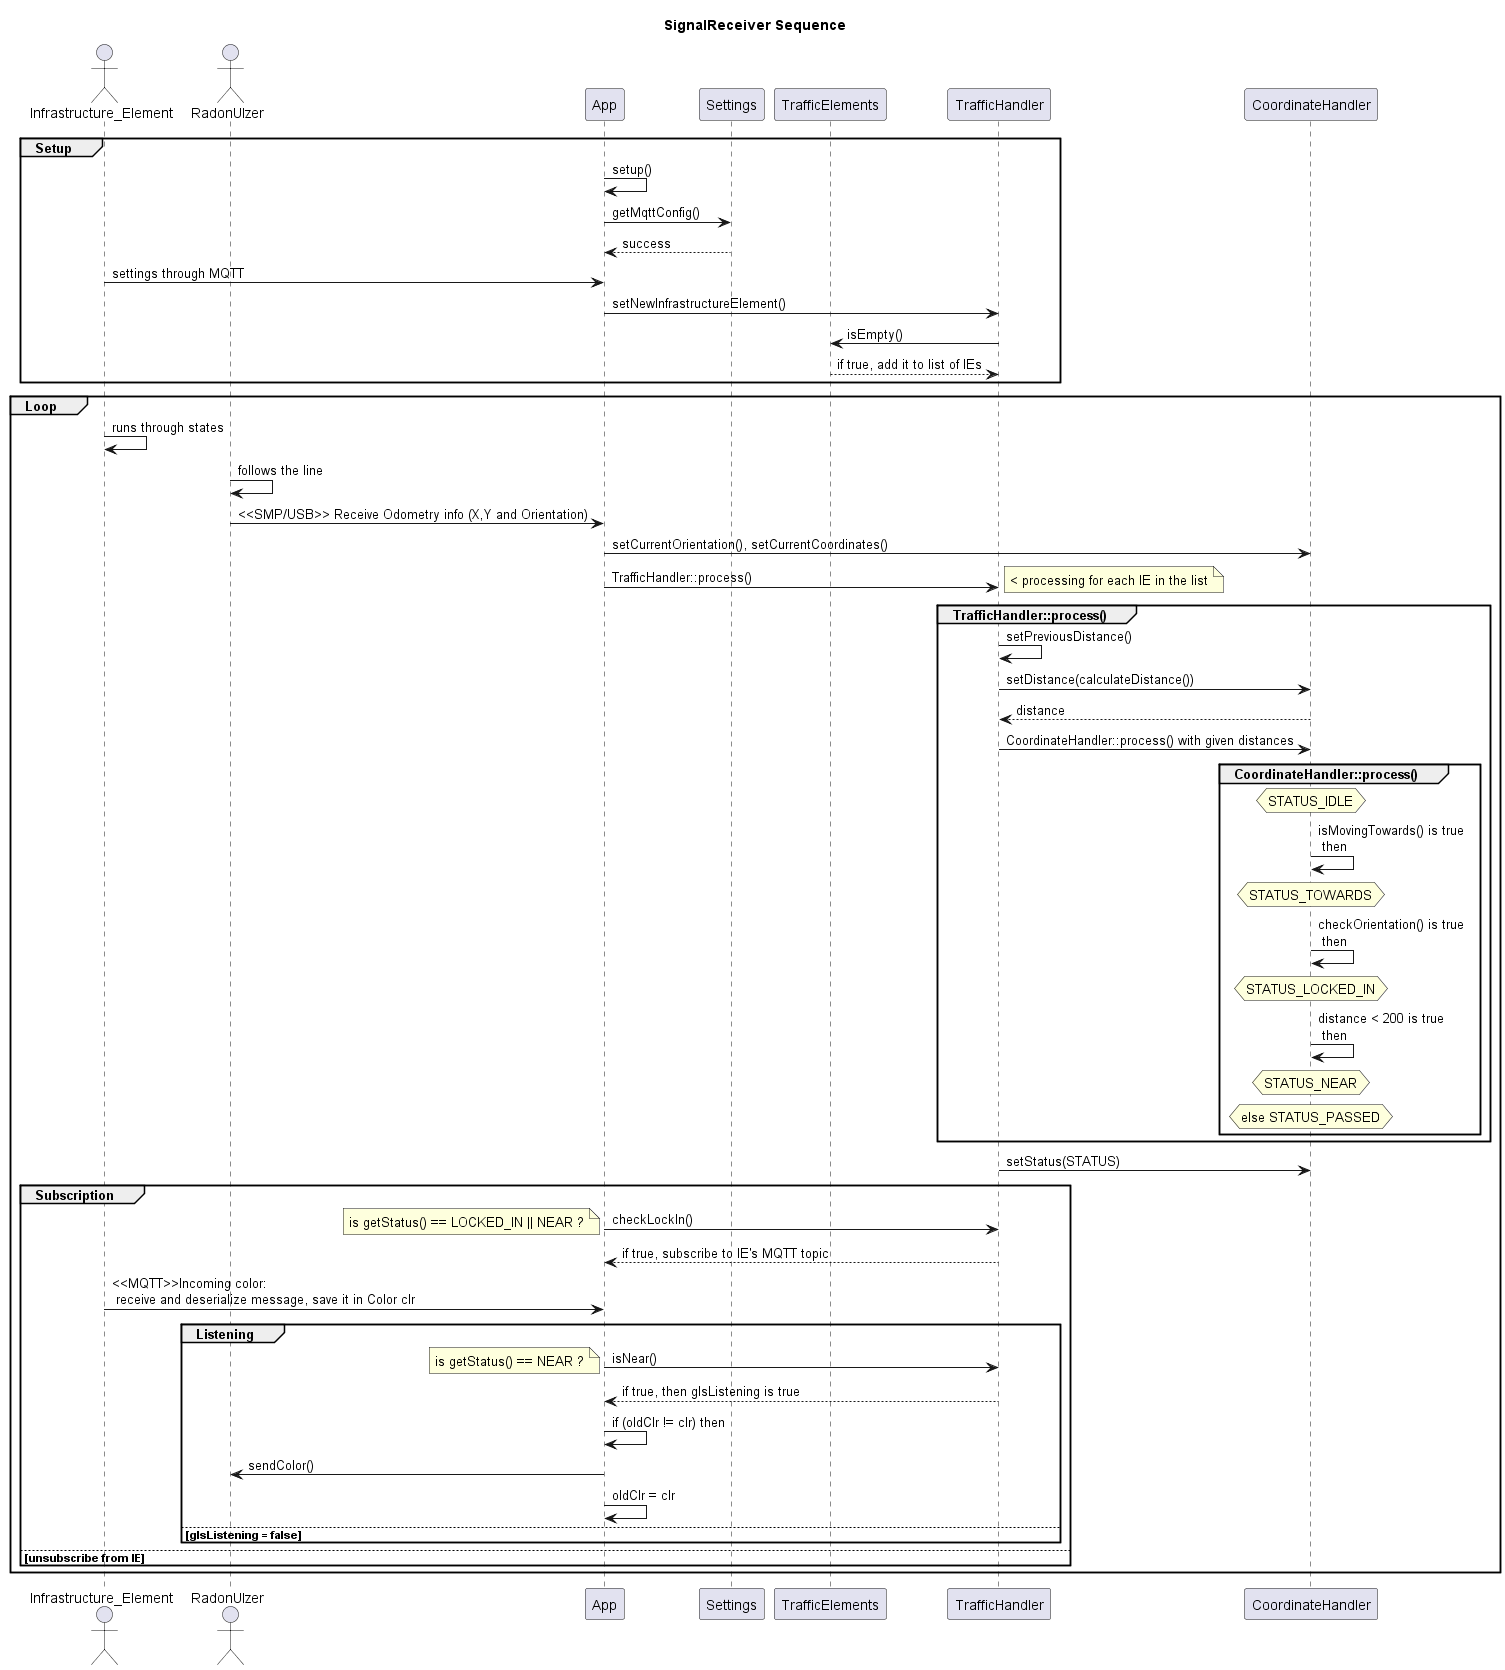 SignalReceiver Sequence
Infrastructure_Element
RadonUlzer
App
Settings
TrafficElements
TrafficHandler
CoordinateHandler
Setup
setup()
getMqttConfig()
success
settings through MQTT
setNewInfrastructureElement()
isEmpty()
if true, add it to list of IEs
Loop
runs through states
follows the line
<<SMP/USB>> Receive Odometry info (X,Y and Orientation)
setCurrentOrientation(), setCurrentCoordinates()
TrafficHandler::process()
< processing for each IE in the list
TrafficHandler::process()
setPreviousDistance()
setDistance(calculateDistance())
distance
CoordinateHandler::process() with given distances
CoordinateHandler::process()
STATUS_IDLE
isMovingTowards() is true
then
STATUS_TOWARDS
checkOrientation() is true
then
STATUS_LOCKED_IN
distance < 200 is true
then
STATUS_NEAR
else STATUS_PASSED
setStatus(STATUS)
Subscription
is getStatus() == LOCKED_IN || NEAR ?
checkLockIn()
if true, subscribe to IE's MQTT topic
<<MQTT>>Incoming color:
receive and deserialize message, save it in Color clr
Listening
is getStatus() == NEAR ?
isNear()
if true, then gIsListening is true
if (oldClr != clr) then
sendColor()
oldClr = clr
[gIsListening = false]
[unsubscribe from IE]
Infrastructure_Element
RadonUlzer
App
Settings
TrafficElements
TrafficHandler
CoordinateHandler